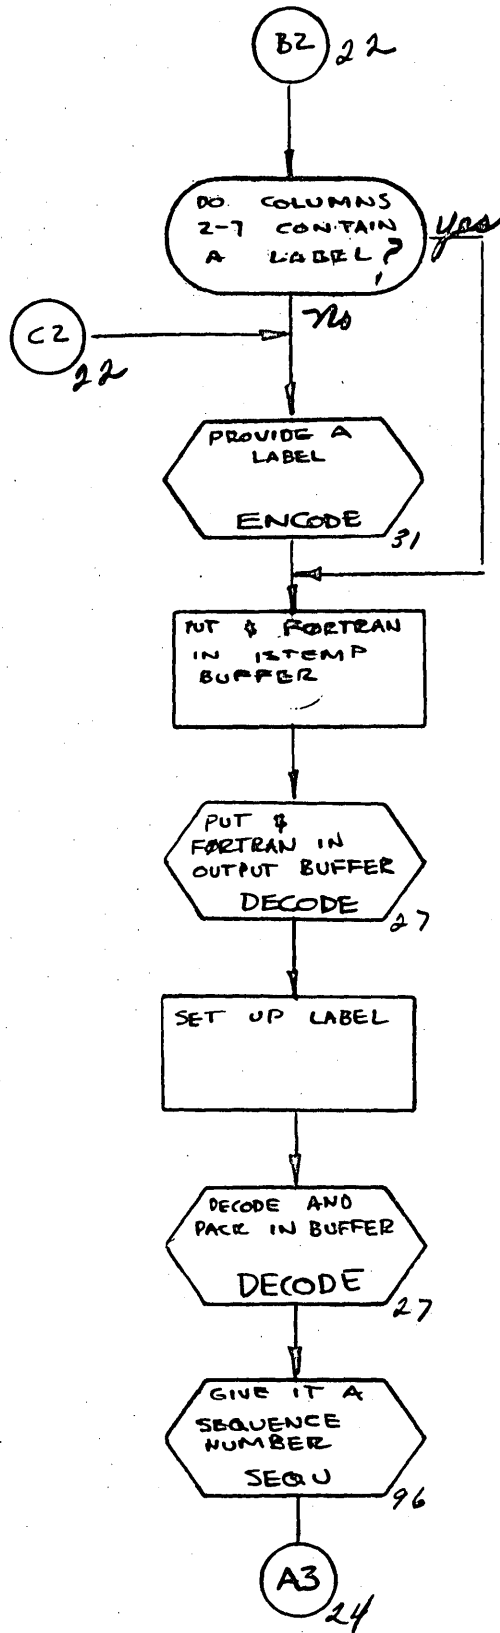 B2 22
DO COLUMNS
2-7 CONTAIN
A LABEL?
yes
No
C2
22
PROVIDE A
LABEL
ENCODE
31
PUT $ FØRTRAN
IN ISTEMP
BUFFER
PUT $
FØRTRAN IN
OUTPUT BUFFER
DECODE
27
SET UP LABEL
DECODE AND
PACK IN BUFFER
DECODE
27
GIVE IT A
SEQUENCE
NUMBER
SEQU
96
A3
24